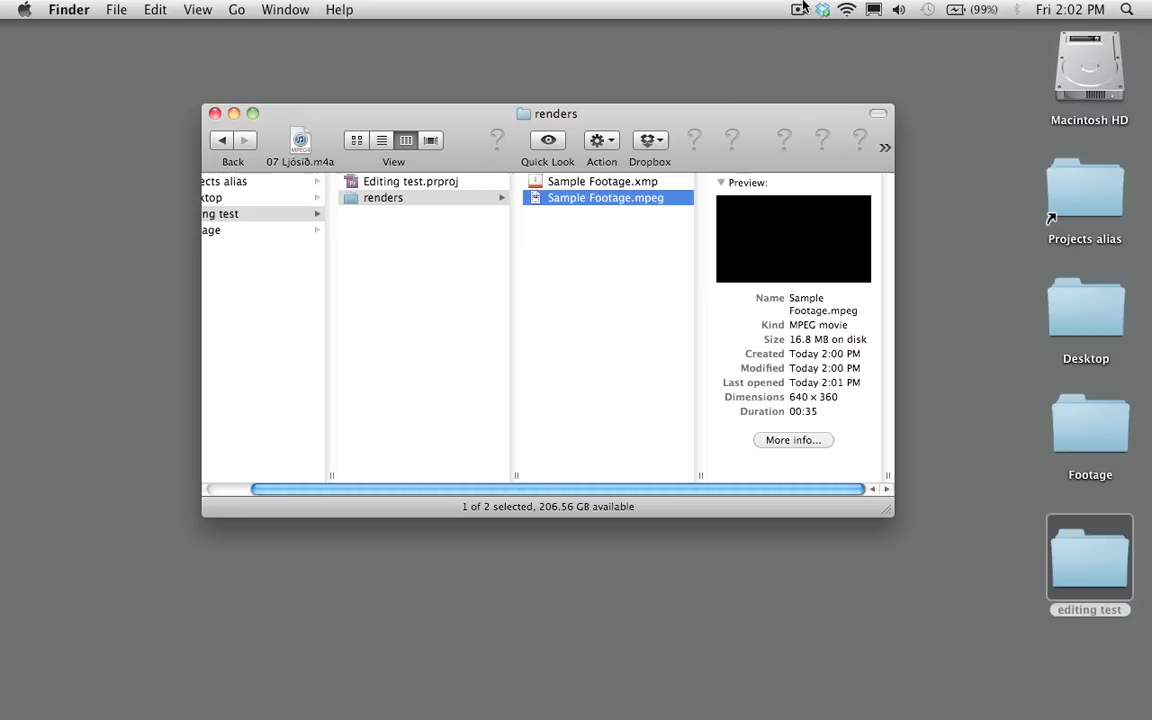 Finder File Edit View Go Window Help (99%) Fri 2:02 PM
Macintosh HD
Projects alias
Desktop
Footage
editing test
renders
Back 07 Ljósið.m4a View Quick Look Action Dropbox
ects alias
ktop
ng test
age
Editing test.prproj
renders
Sample Footage.xmp
Sample Footage.mpeg
Preview:
Name Sample
Footage.mpeg
Kind MPEG movie
Size 16.8 MB on disk
Created Today 2:00 PM
Modified Today 2:00 PM
Last opened Today 2:01 PM
Dimensions 640 × 360
Duration 00:35
More info...
1 of 2 selected, 206.56 GB available